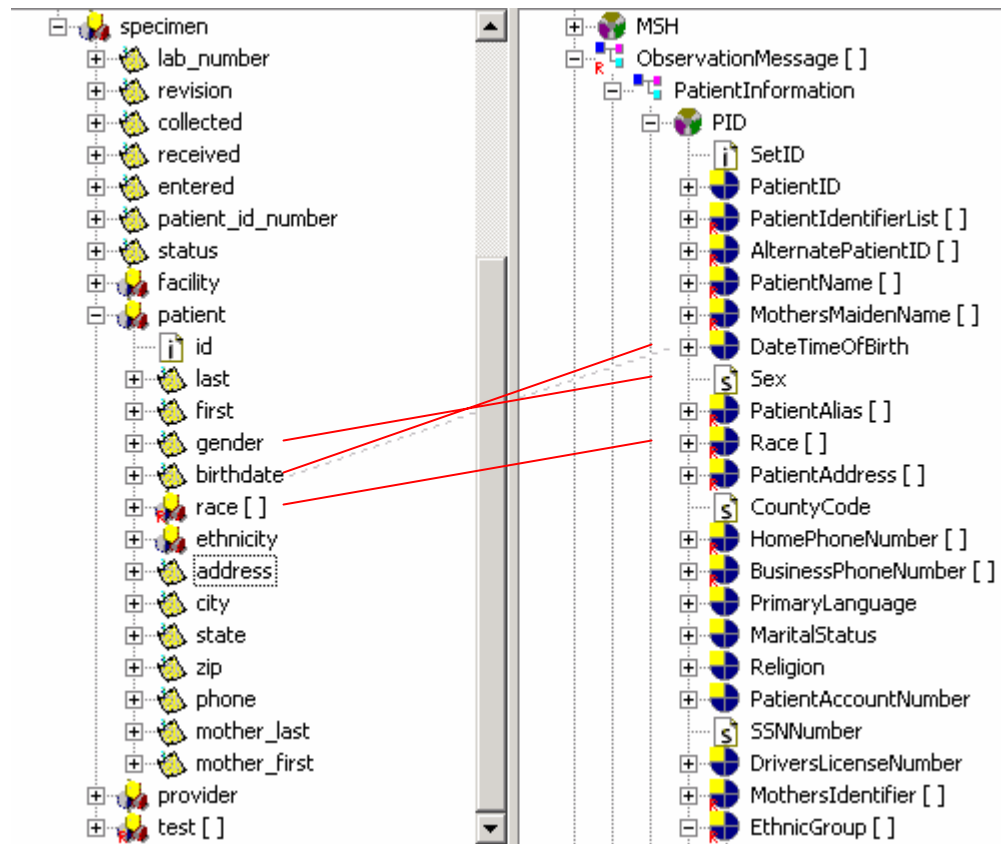 specimen
lab_number
revision
collected
received
entered
patient_id_number
status
facility
patient
id
last
first
gender
birthdate
race [ ]
ethnicity
address
city
state
zip
phone
mother_last
mother_first
provider
test [ ]
MSH
ObservationMessage [ ]
PatientInformation
PID
SetID
PatientID
PatientIdentifierList [ ]
AlternatePatientID [ ]
PatientName [ ]
MothersMaidenName [ ]
DateTimeOfBirth
Sex
PatientAlias [ ]
Race [ ]
PatientAddress [ ]
CountyCode
HomePhoneNumber [ ]
BusinessPhoneNumber [ ]
PrimaryLanguage
MaritalStatus
Religion
PatientAccountNumber
SSNNumber
DriversLicenseNumber
MothersIdentifier [ ]
EthnicGroup [ ]